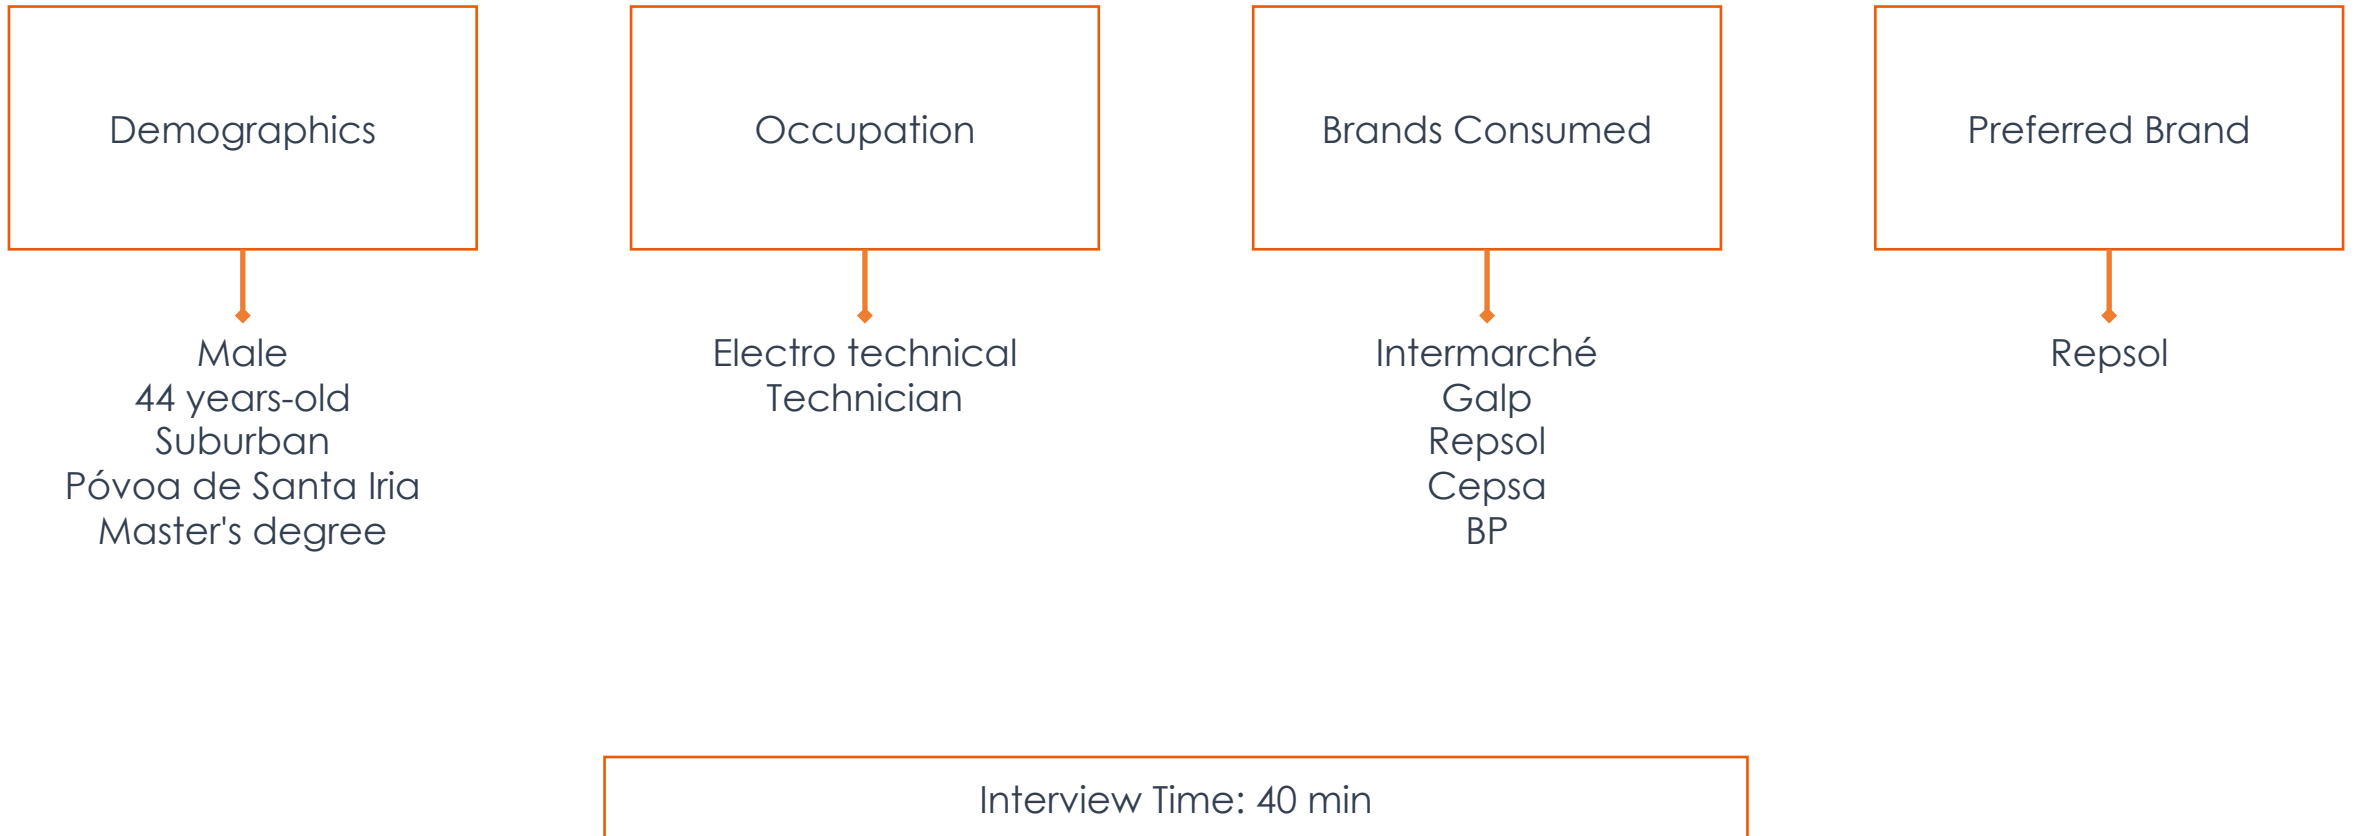 Demographics
Male
44 years-old
Suburban
Póvoa de Santa Iria
Master's degree
Occupation
Electro technical
Technician
Brands Consumed
Intermarché
Galp
Repsol
Cepsa
BP
Preferred Brand
Repsol
Interview Time: 40 min